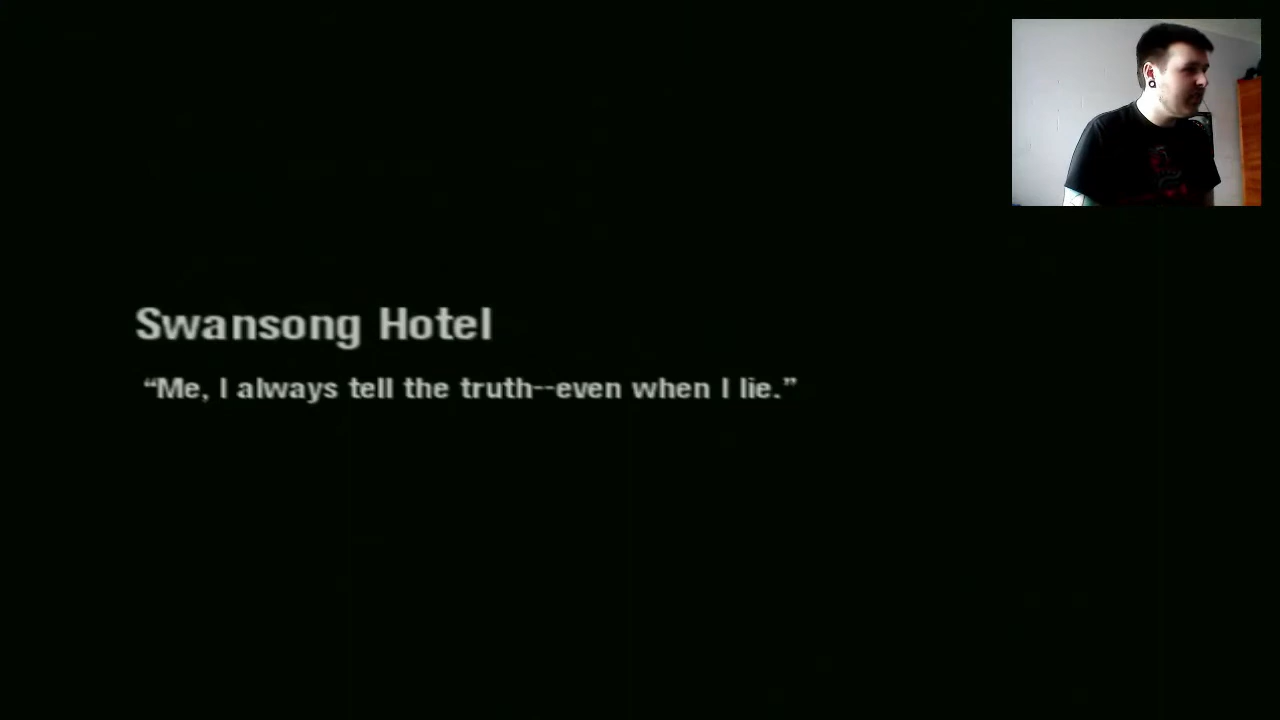 Swansong Hotel
“Me, I always tell the truth--even when I lie.”